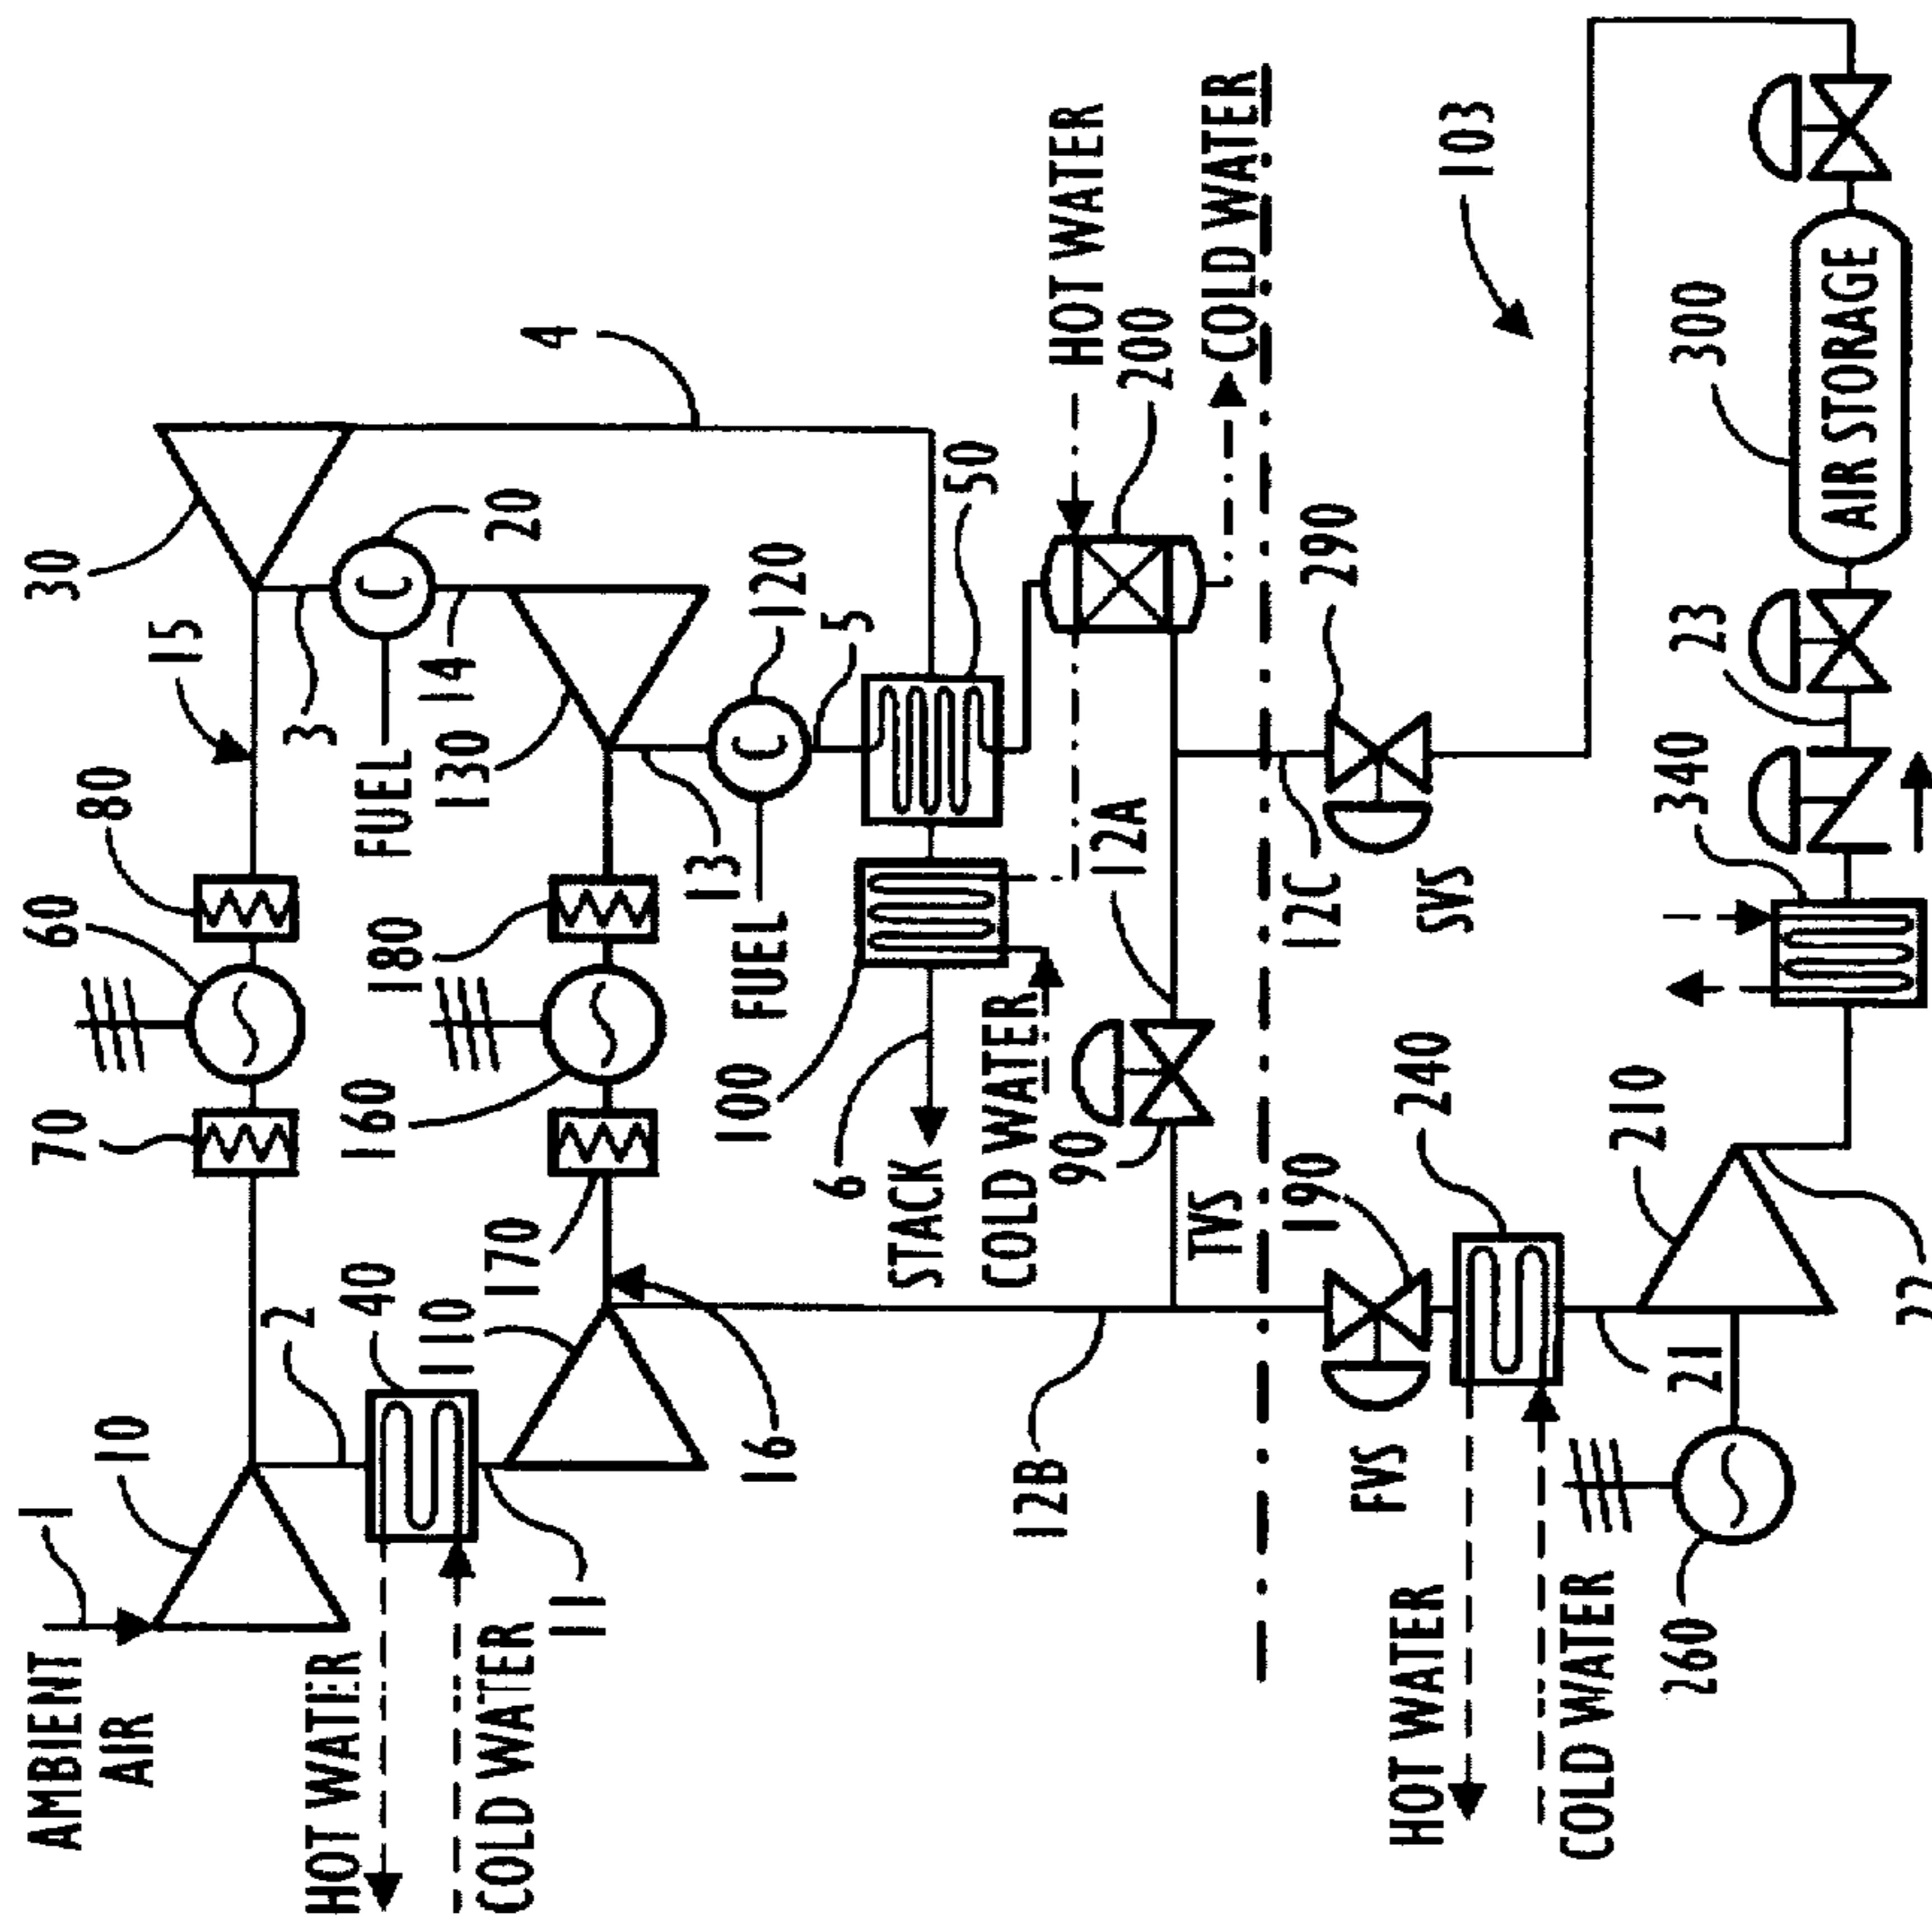 AMBIENT
AIR
1
10
70
60
80
30
15
2
3
20
HOT WATER
40
160
180
FUEL
14
COLD WATER
110
170
130
4
11
13
120
16
100
FUEL
5
6
STACK
50
COLD WATER
90
12A
HOT WATER
200
12B
TVS
COLD WATER
190
12C
290
FVS
240
SVS
103
HOT WATER
COLD WATER
210
260
21
340
23
300
AIR STORAGE
22